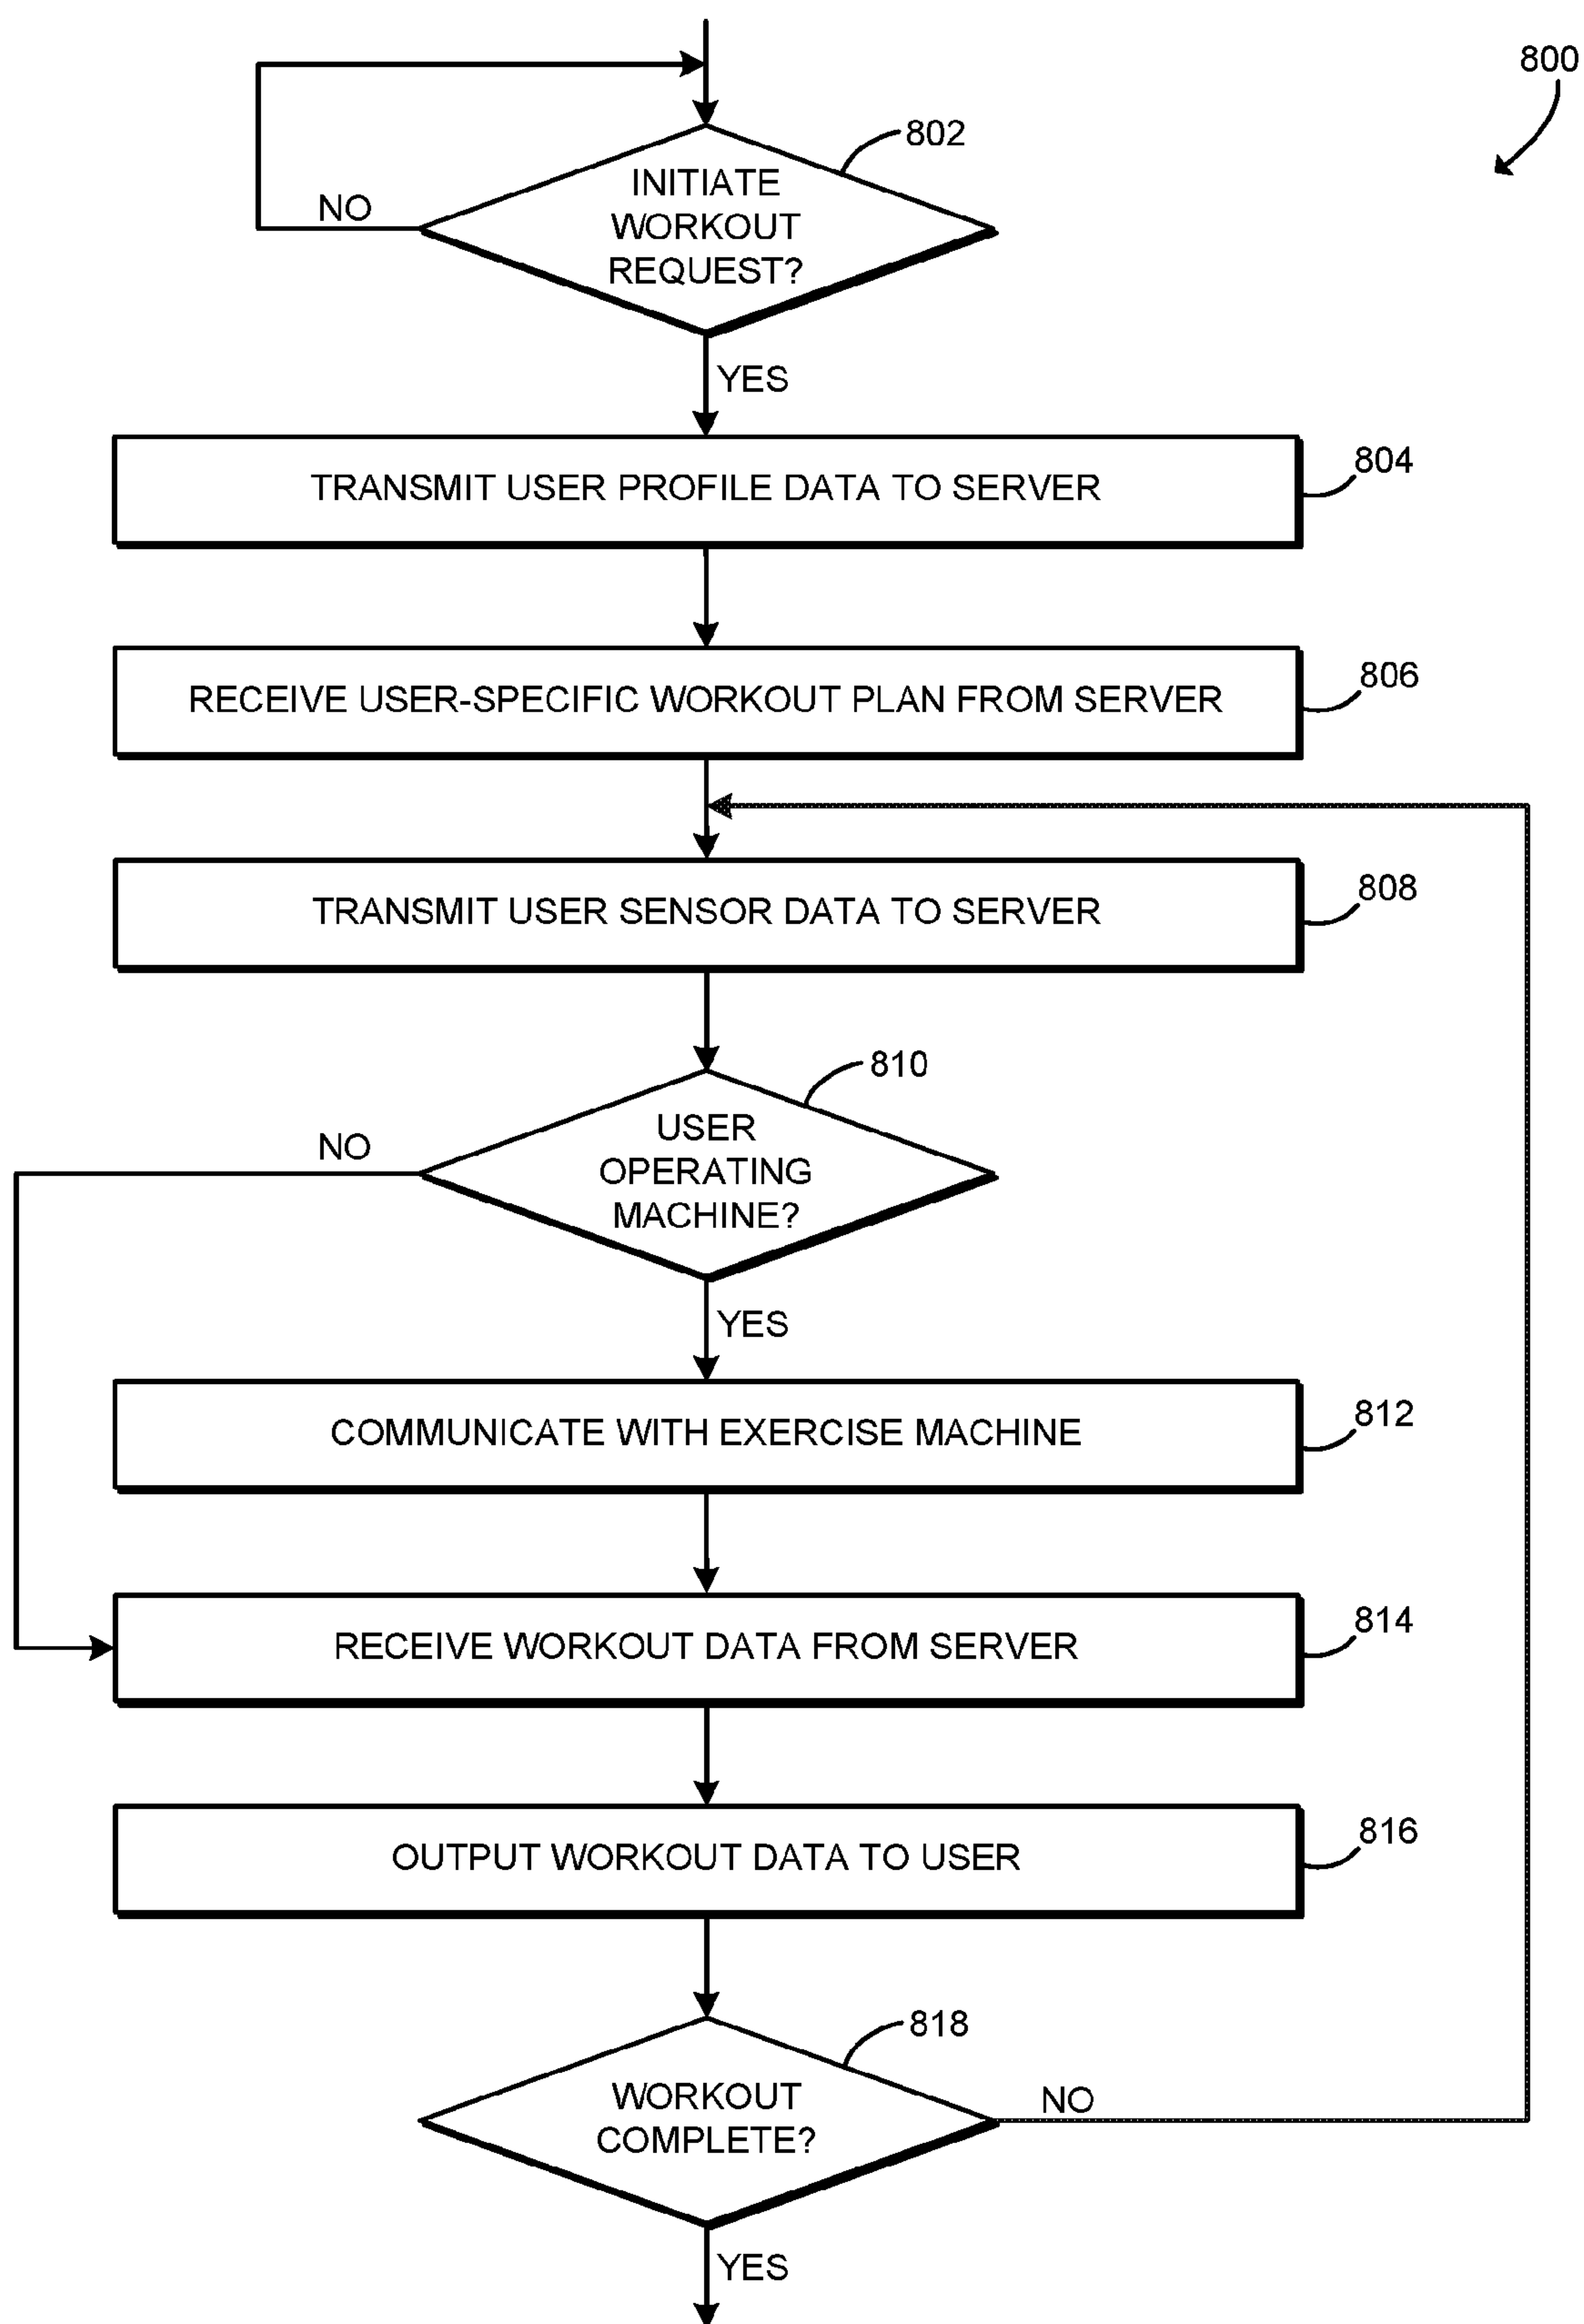 800
802
INITIATE
WORKOUT
REQUEST?
NO
YES
TRANSMIT USER PROFILE DATA TO SERVER
804
RECEIVE USER-SPECIFIC WORKOUT PLAN FROM SERVER
806
TRANSMIT USER SENSOR DATA TO SERVER
808
810
USER
OPERATING
MACHINE?
NO
YES
COMMUNICATE WITH EXERCISE MACHINE
812
RECEIVE WORKOUT DATA FROM SERVER
814
OUTPUT WORKOUT DATA TO USER
816
818
WORKOUT
COMPLETE?
NO
YES